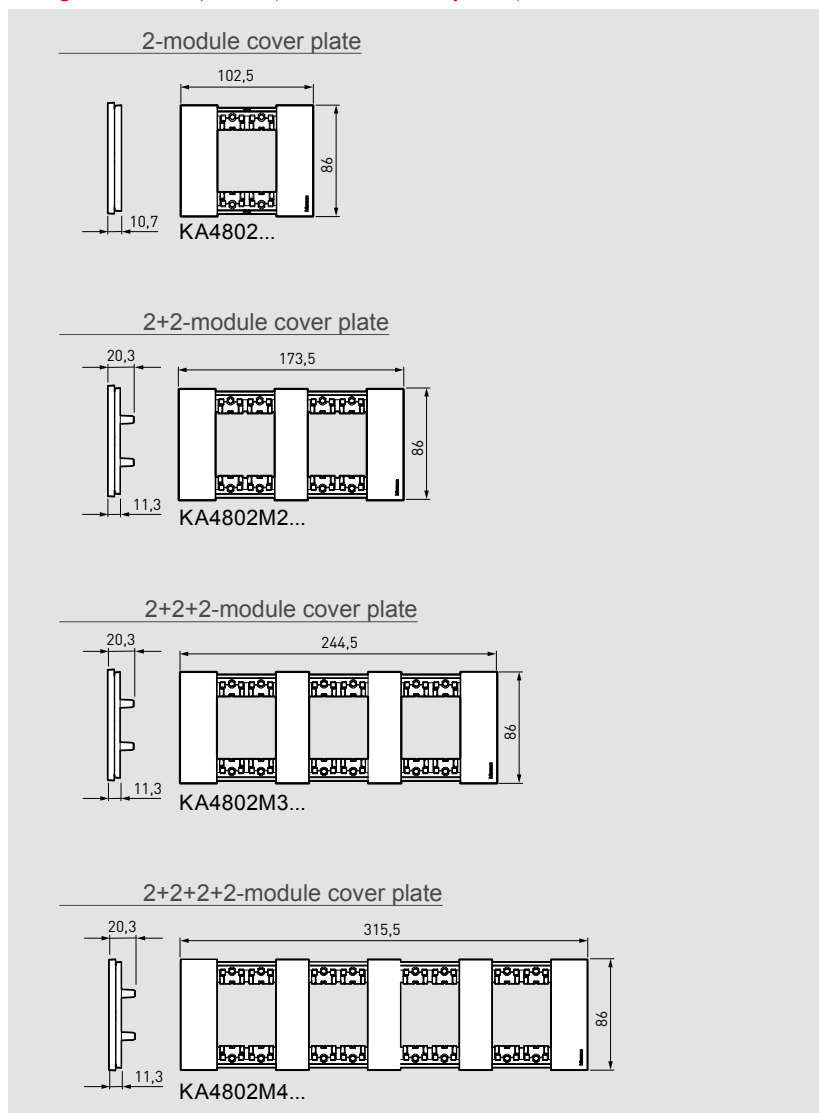 2-module cover plate
102,5
86
10,7
KA4802...
2+2-module cover plate
20,3
173,5
86
11,3
KA4802M2...
2+2+2-module cover plate
20,3
244,5
86
11,3
KA4802M3...
2+2+2+2-module cover plate
20,3
315,5
86
11,3
KA4802M4...